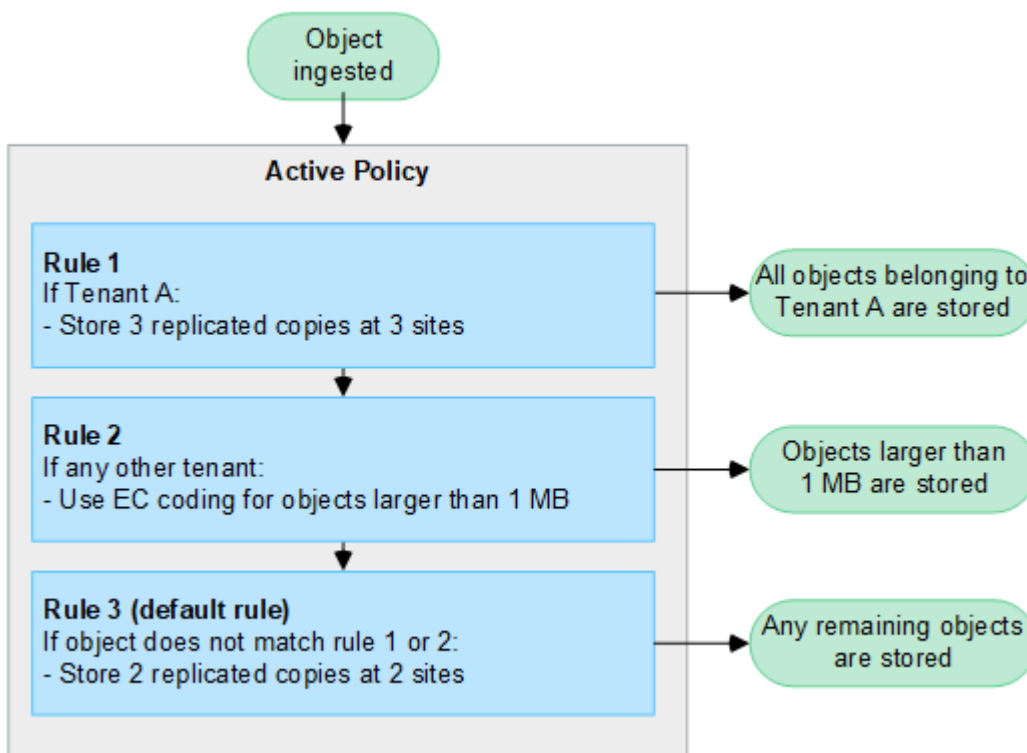 Object
ingested
Active Policy
Rule 1
If Tenant A:
- Store 3 replicated copies at 3 sites
All objects belonging to
Tenant A are stored
Rule 2
If any other tenant:
- Use EC coding for objects larger than 1 MB
Objects larger than
1 MB are stored
Rule 3 (default rule)
If object does not match rule 1 or 2:
- Store 2 replicated copies at 2 sites
Any remaining objects
are stored